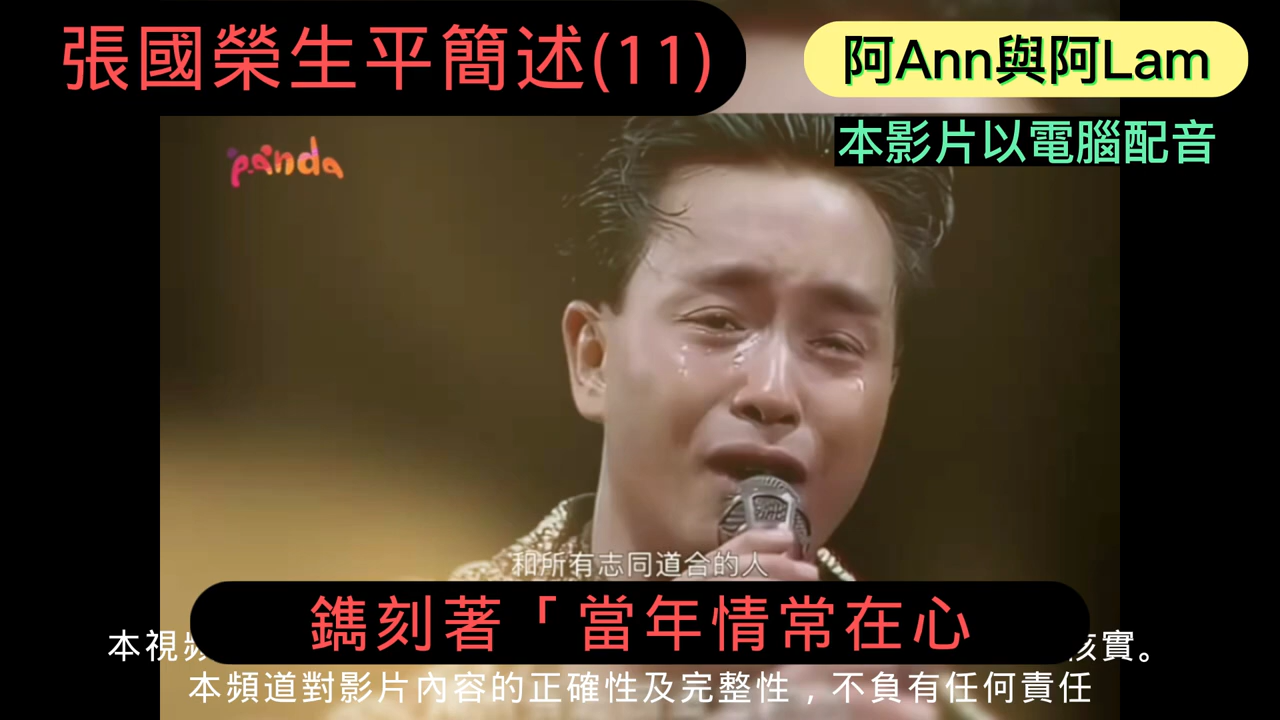 張國榮生平簡述(11)
阿Ann與阿Lam
本影片以電腦配音
panda
和所有志同道合的人
鐫刻著「當年情常在心
本視頻
核實。
本頻道對影片內容的正確性及完整性，不負有任何責任